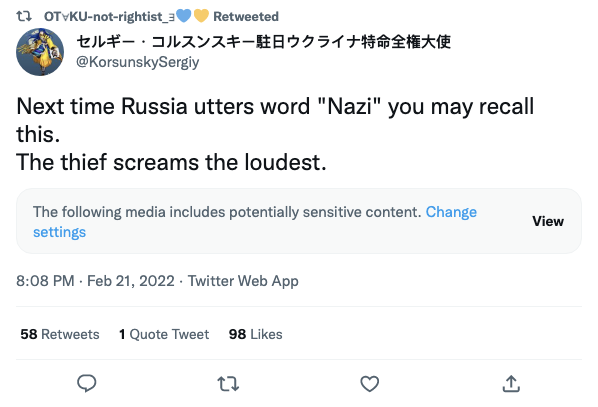 OT∀KU-not-rightist_∃💙💛 Retweeted
セルギー・コルスンスキー駐日ウクライナ特命全権大使
@KorsunskySergiy
Next time Russia utters word "Nazi" you may recall
this.
The thief screams the loudest.
The following media includes potentially sensitive content. Change
settings
View
8:08 PM · Feb 21, 2022 · Twitter Web App
58 Retweets 1 Quote Tweet 98 Likes